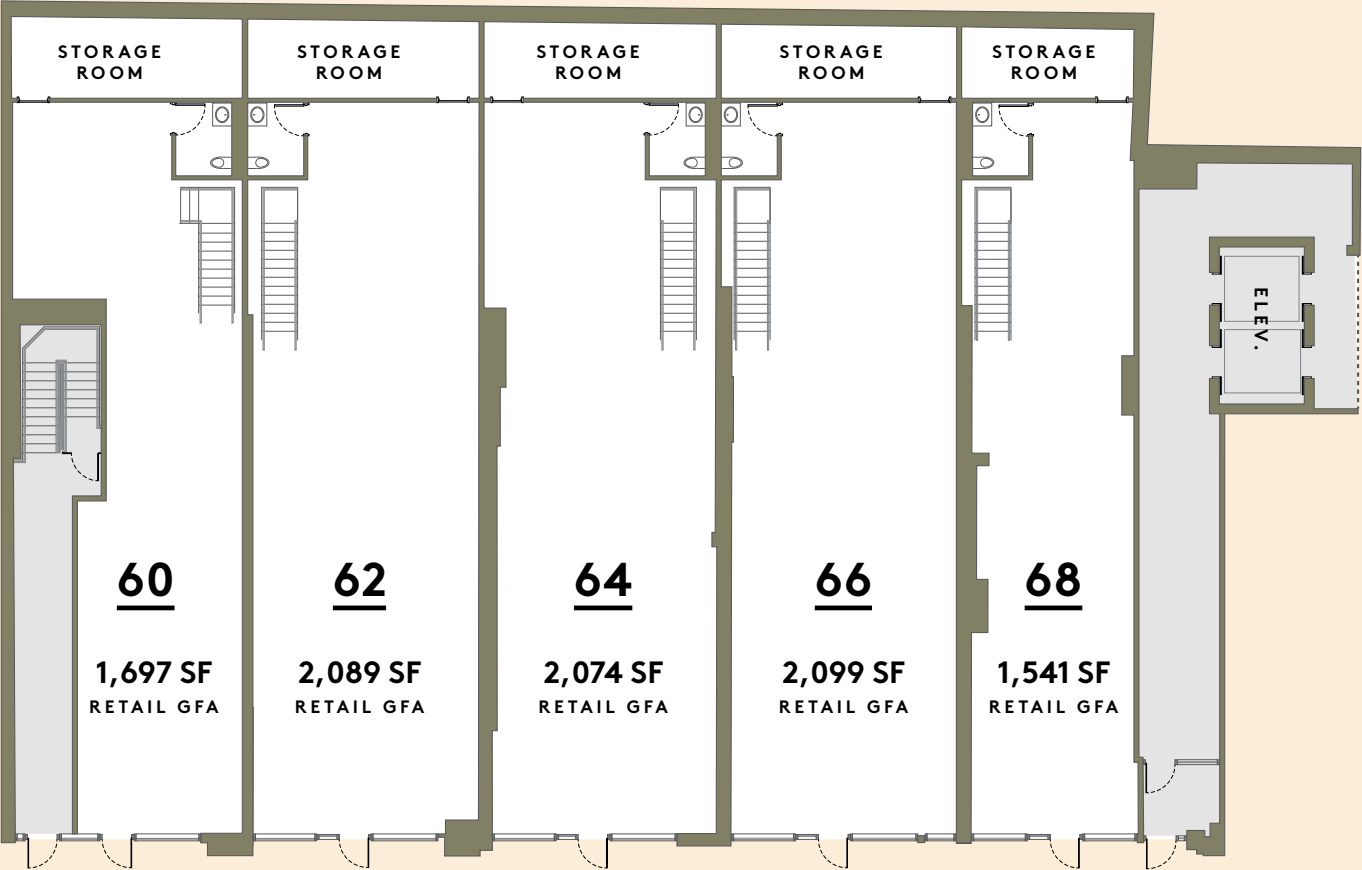 STORAGE
ROOM
STORAGE
ROOM
STORAGE
ROOM
STORAGE
ROOM
STORAGE
ROOM
ELEV.
60
1,697 SF
RETAIL GFA
62
2,089 SF
RETAIL GFA
64
2,074 SF
RETAIL GFA
66
2,099 SF
RETAIL GFA
68
1,541 SF
RETAIL GFA